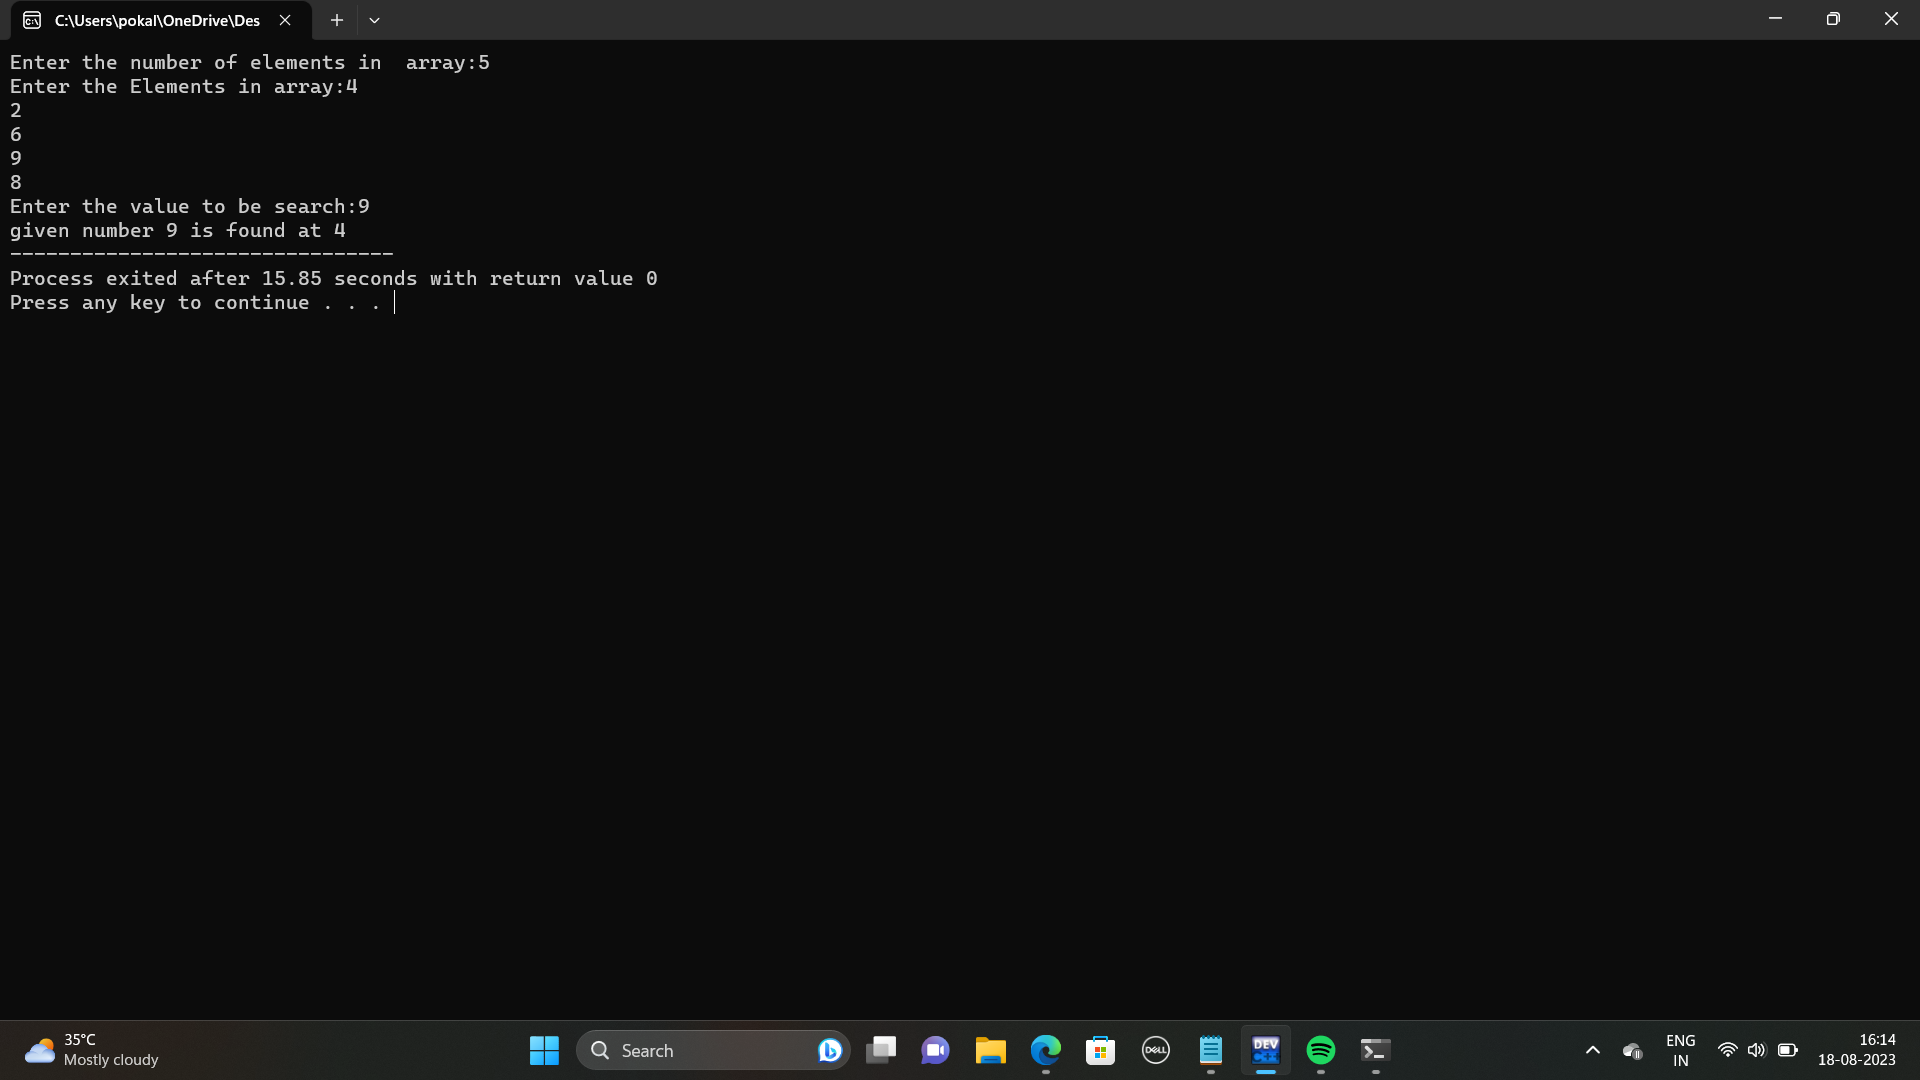 C:\Users\pokal\OneDrive\Des
Enter the number of elements in  array:5
Enter the Elements in array:4
2
6
9
8
Enter the value to be search:9
given number 9 is found at 4
--------------------------------
Process exited after 15.85 seconds with return value 0
Press any key to continue . . .
35°C
Mostly cloudy
Search
DELL
DEV
C++
ENG
IN
16:14
18-08-2023